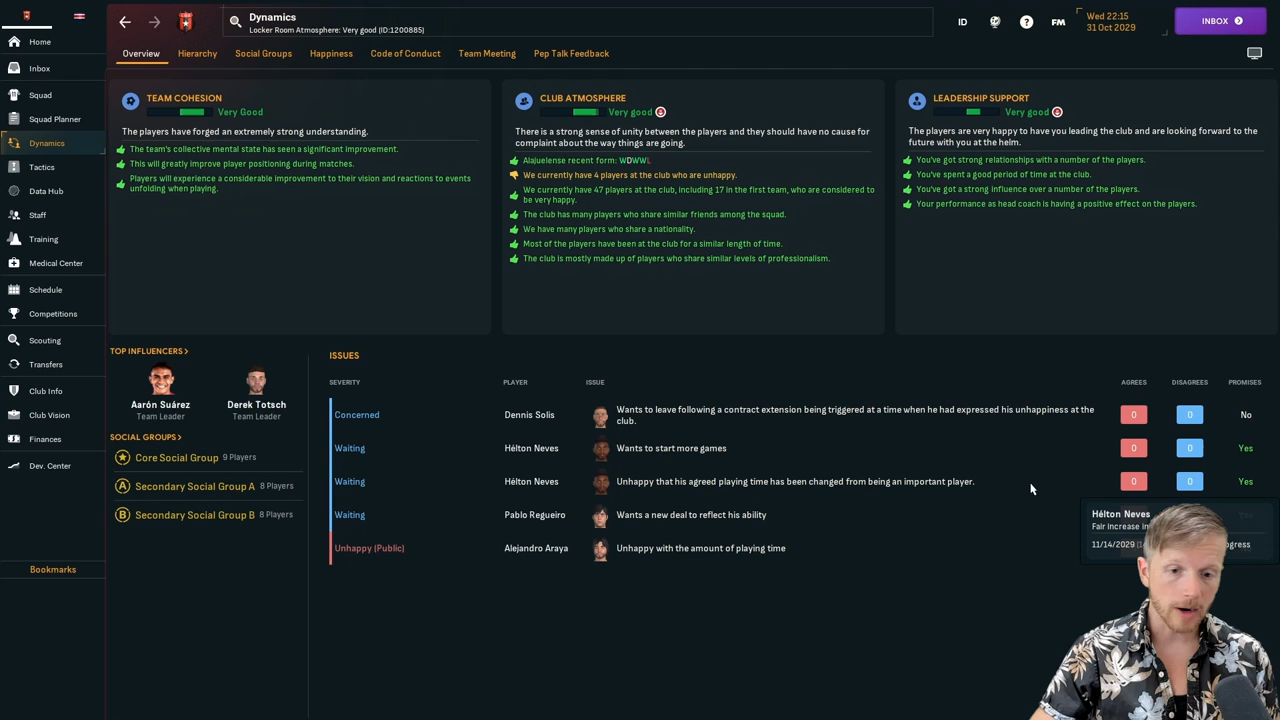 Dynamics
Locker Room Atmosphere: Very good (ID:1200885)
ID
FM
Wed 22:15
31 Oct 2029
INBOX
Home
Inbox
Squad
Squad Planner
Dynamics
Tactics
Data Hub
Staff
Training
Medical Center
Schedule
Competitions
Scouting
Transfers
Club Info
Club Vision
Finances
Dev. Center
Bookmarks
Overview
Hierarchy
Social Groups
Happiness
Code of Conduct
Team Meeting
Pep Talk Feedback
TEAM COHESION
Very Good
The players have forged an extremely strong understanding.
The team's collective mental state has seen a significant improvement.
This will greatly improve player positioning during matches.
Players will experience a considerable improvement to their vision and reactions to events
unfolding when playing.
CLUB ATMOSPHERE
Very good
There is a strong sense of unity between the players and they should have no cause for
complaint about the way things are going.
Alajuelense recent form: WDWWL
We currently have 4 players at the club who are unhappy.
We currently have 47 players at the club, including 17 in the first team, who are considered to
be very happy.
The club has many players who share similar friends among the squad.
We have many players who share a nationality.
Most of the players have been at the club for a similar length of time.
The club is mostly made up of players who share similar levels of professionalism.
LEADERSHIP SUPPORT
Very good
The players are very happy to have you leading the club and are looking forward to the
future with you at the helm.
You've got strong relationships with a number of the players.
You've spent a good period of time at the club.
You've got a strong influence over a number of the players.
Your performance as head coach is having a positive effect on the players.
TOP INFLUENCERS >
Aarón Suárez
Team Leader
Derek Totsch
Team Leader
SOCIAL GROUPS >
Core Social Group 9 Players
A Secondary Social Group A 8 Players
B Secondary Social Group B 8 Players
ISSUES
SEVERITY PLAYER ISSUE AGREES DISAGREES PROMISES
Concerned Dennis Solis Wants to leave following a contract extension being triggered at a time when he had expressed his unhappiness at the
club. 0 0 No
Waiting Hélton Neves Wants to start more games 0 0 Yes
Waiting Hélton Neves Unhappy that his agreed playing time has been changed from being an important player. 0 0 Yes
Waiting Pablo Regueiro Wants a new deal to reflect his ability
Unhappy (Public) Alejandro Araya Unhappy with the amount of playing time
Hélton Neves
Fair increase in
11/14/2029